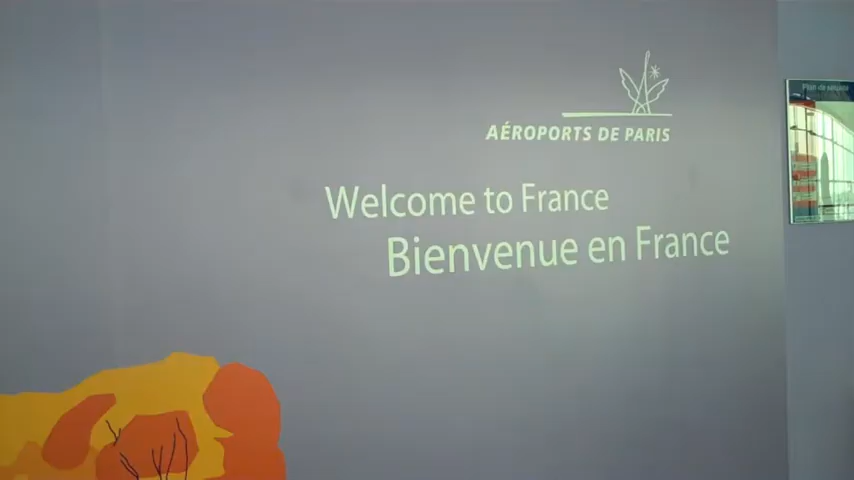 AÉROPORTS DE PARIS
Welcome to France
Bienvenue en France